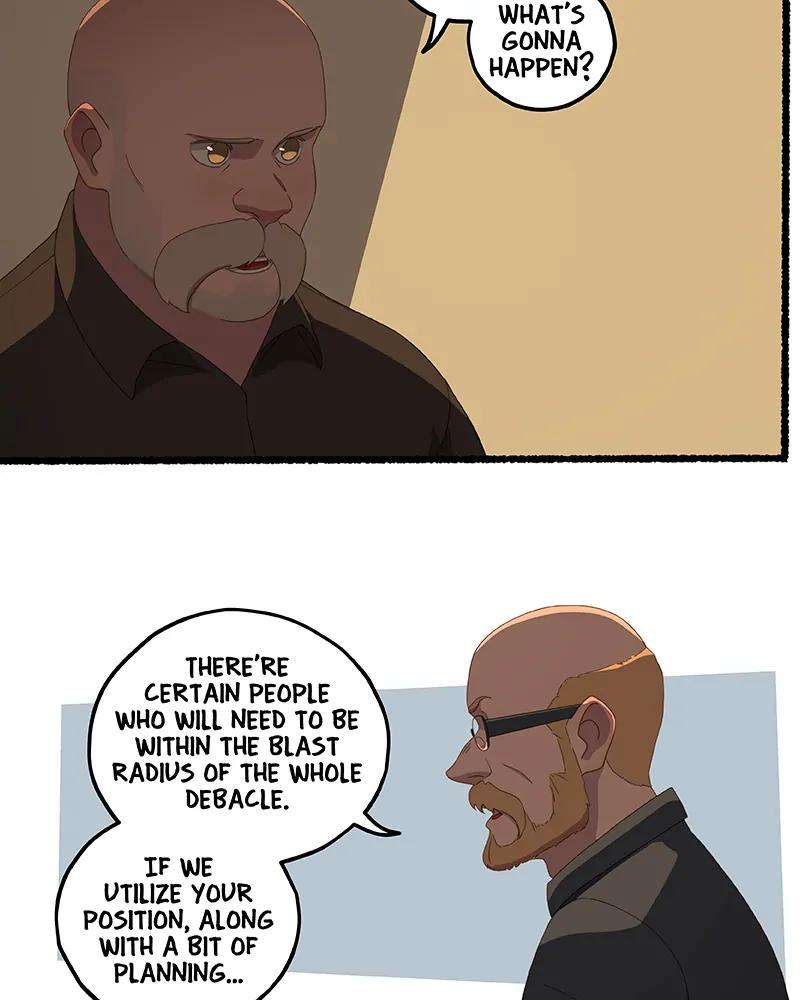 WHAT'S
GONNA
HAPPEN?
THERE'RE
CERTAIN PEOPLE
WHO WILL NEED TO BE
WITHIN THE BLAST
RADIUS OF THE WHOLE
DEBACLE.
IF WE
UTILIZE YOUR
POSITION, ALONG
WITH A BIT OF
PLANNING...